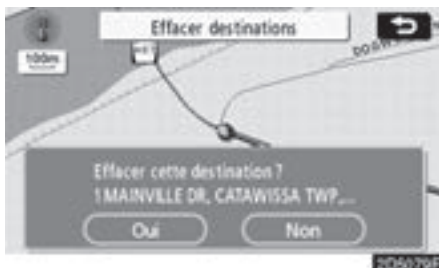 Effacer destinations
100m
Effacer cette destination ?
1 MAINVILLE DR, CATAWISSA TWP,...
Oui
Non